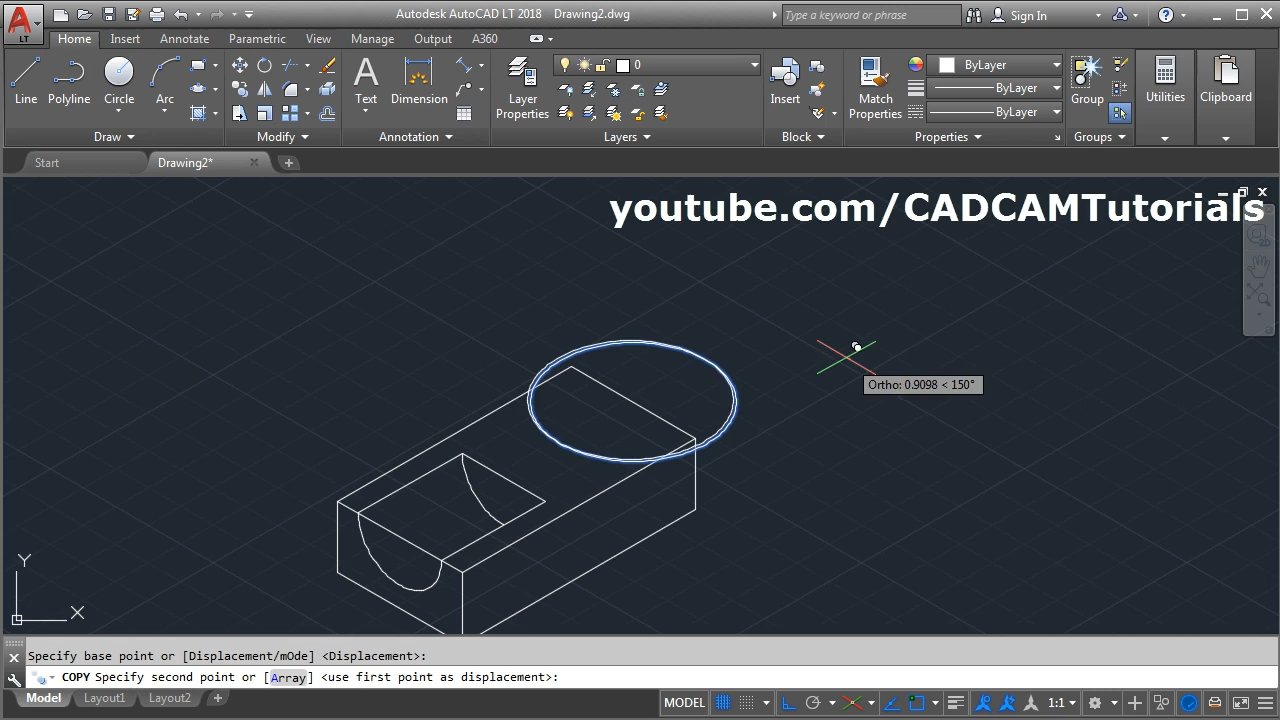 Autodesk AutoCAD LT 2018 Drawing2.dwg
Type a keyword or phrase
Sign In
LT
Home Insert Annotate Parametric View Manage Output A360
Line Polyline Circle Arc
Text Dimension
Layer
Properties
0
Insert
Match
Properties
ByLayer
ByLayer
ByLayer
Group
Utilities
Clipboard
Draw Modify Annotation Layers Block Properties Groups
Start Drawing2*
youtube.com/CADCAMTutorials
2D
Ortho: 0.9098 < 150°
Y
X
Specify base point or [Displacement/mOde] <Displacement>:
COPY Specify second point or [Array] <use first point as displacement>:
Model Layout1 Layout2
MODEL 1:1